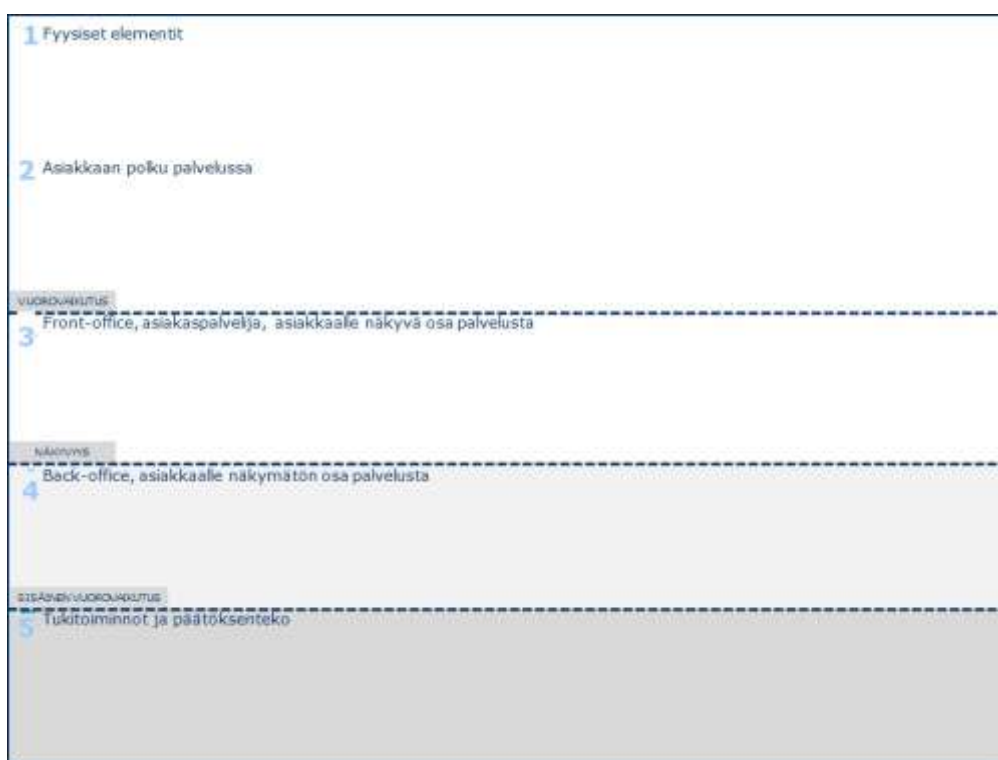 1 Fyysiset elementit
2 Asiakkaan polku palvelussa
VUOROVAIKUTUS
3 Front-office, asiakaspalvelija, asiakkaalle näkyvä osa palvelusta
NÄKYVYYS
4 Back-office, asiakkaalle näkymätön osa palvelusta
SISÄINEN VUOROVAIKUTUS
5 Tukitoiminnot ja päätöksenteko